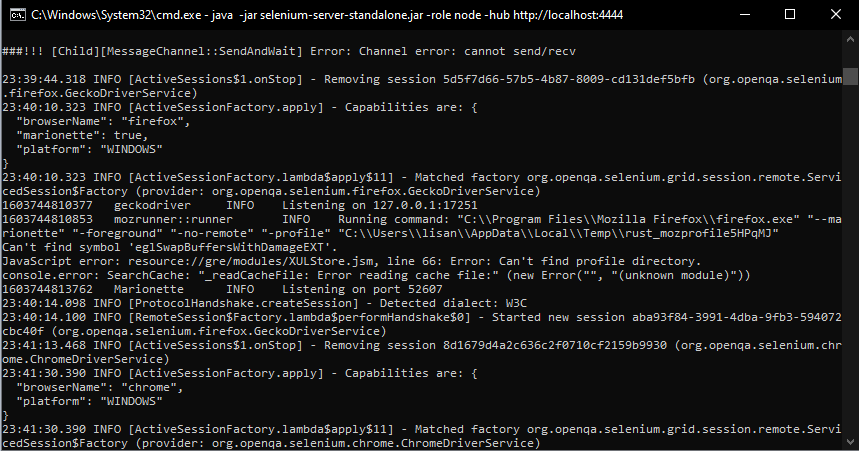 C:\Windows\System32\cmd.exe - java  -jar selenium-server-standalone.jar -role node -hub http://localhost:4444
###!!! [Child][MessageChannel::SendAndWait] Error: Channel error: cannot send/recv
23:39:44.318 INFO [ActiveSessions$1.onStop] - Removing session 5d5f7d66-57b5-4b87-8009-cd131def5bfb (org.openqa.selenium
.firefox.GeckoDriverService)
23:40:10.323 INFO [ActiveSessionFactory.apply] - Capabilities are: {
  "browserName": "firefox",
  "marionette": true,
  "platform": "WINDOWS"
}
23:40:10.323 INFO [ActiveSessionFactory.lambda$apply$11] - Matched factory org.openqa.selenium.grid.session.remote.Servi
cedSession$Factory (provider: org.openqa.selenium.firefox.GeckoDriverService)
1603744810377   geckodriver     INFO    Listening on 127.0.0.1:17251
1603744810853   mozrunner::runner       INFO    Running command: "C:\\Program Files\\Mozilla Firefox\\firefox.exe" "--ma
rionette" "-foreground" "-no-remote" "-profile" "C:\\Users\\lisan\\AppData\\Local\\Temp\\rust_mozprofile5HPqMJ"
Can't find symbol 'eglSwapBuffersWithDamageEXT'.
JavaScript error: resource://gre/modules/XULStore.jsm, line 66: Error: Can't find profile directory.
console.error: SearchCache: "_readCacheFile: Error reading cache file:" (new Error("", "(unknown module)"))
1603744813762   Marionette      INFO    Listening on port 52607
23:40:14.098 INFO [ProtocolHandshake.createSession] - Detected dialect: W3C
23:40:14.100 INFO [RemoteSession$Factory.lambda$performHandshake$0] - Started new session aba93f84-3991-4dba-9fb3-594072
cbc40f (org.openqa.selenium.firefox.GeckoDriverService)
23:41:13.468 INFO [ActiveSessions$1.onStop] - Removing session 8d1679d4a2c636c2f0710cf2159b9930 (org.openqa.selenium.chr
ome.ChromeDriverService)
23:41:30.390 INFO [ActiveSessionFactory.apply] - Capabilities are: {
  "browserName": "chrome",
  "platform": "WINDOWS"
}
23:41:30.390 INFO [ActiveSessionFactory.lambda$apply$11] - Matched factory org.openqa.selenium.grid.session.remote.Servi
cedSession$Factory (provider: org.openqa.selenium.chrome.ChromeDriverService)